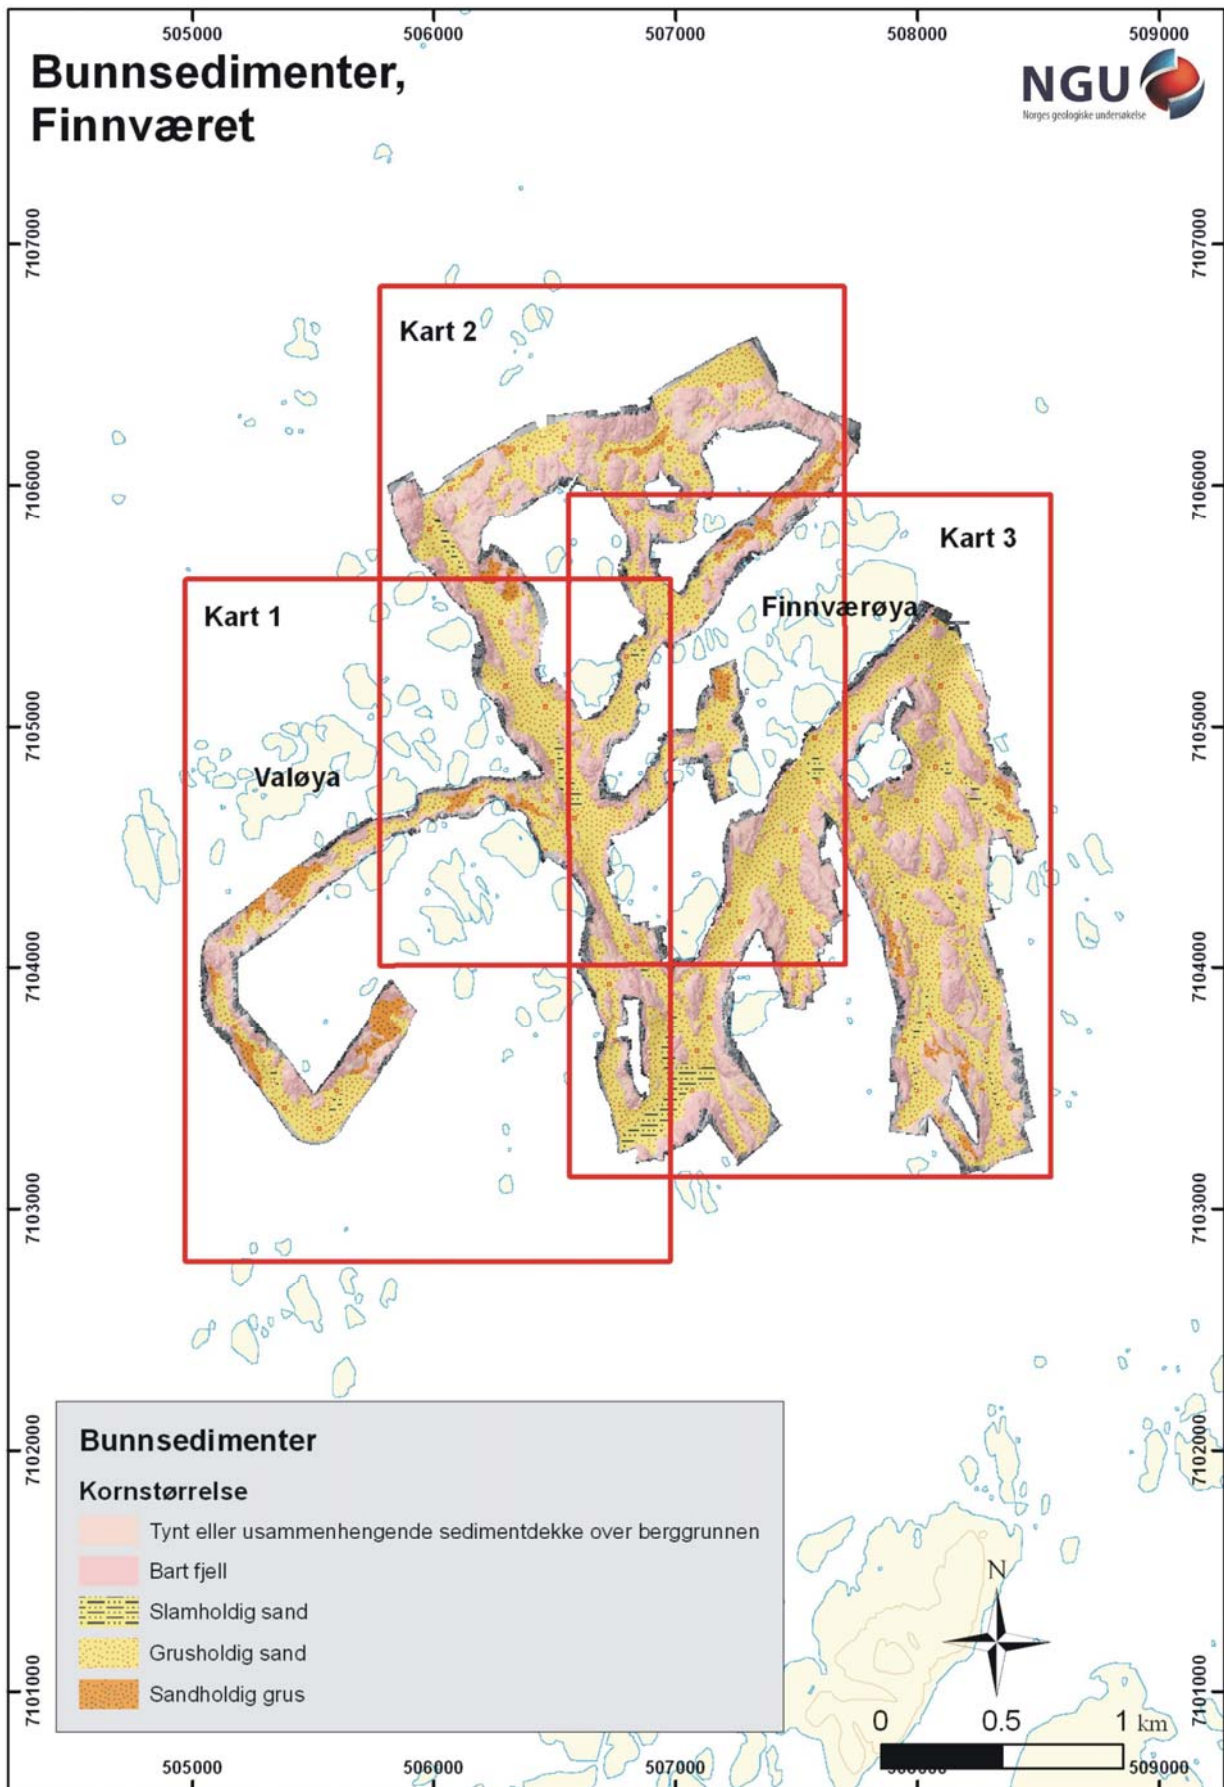 505000 506000 507000 508000 509000
Bunnsedimenter,
Finnværet
NGU
Norges geologiske undersøkelse
7107000
7107000
Kart 2
7106000
7106000
Kart 3
Finnværøya
Kart 1
7105000
7105000
Valøya
7104000
7104000
7103000
7103000
7102000
7102000
Bunnsedimenter
Kornstørrelse
Tynt eller usammenhengende sedimentdekke over berggrunnen
Bart fjell
Slamholdig sand
Grusholdig sand
Sandholdig grus
N
7101000
7101000
0 0.5 1 km
505000 506000 507000 508000 509000